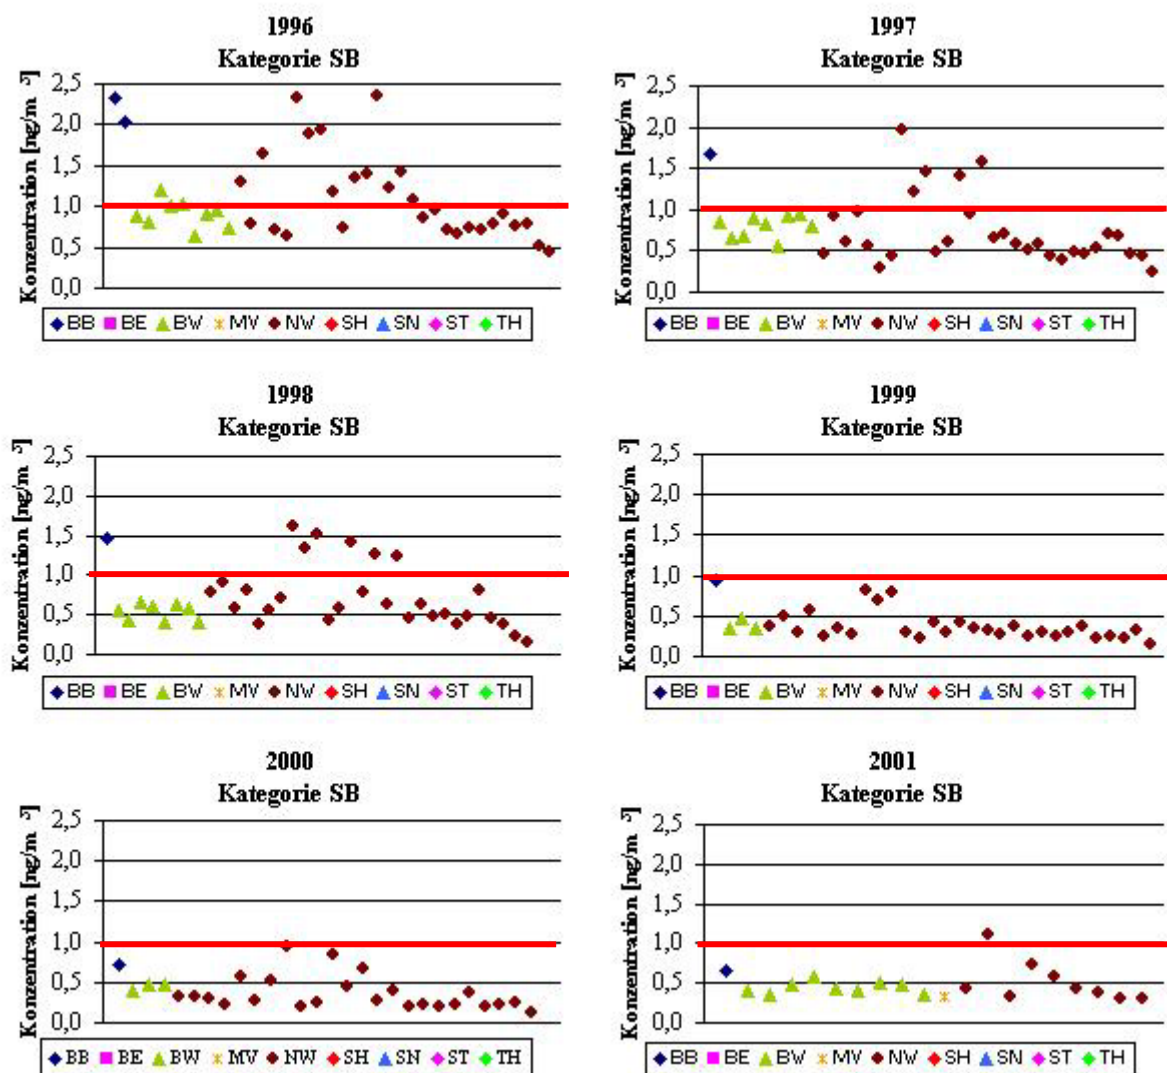 1996
Kategorie SB
Konzentration [ng/m³]
2,5
2,0
1,5
1,0
0,5
0,0
BB BE BW MV NW SH SN ST TH
1997
Kategorie SB
Konzentration [ng/m³]
2,5
2,0
1,5
1,0
0,5
0,0
BB BE BW MV NW SH SN ST TH
1998
Kategorie SB
Konzentration [ng/m³]
2,5
2,0
1,5
1,0
0,5
0,0
BB BE BW MV NW SH SN ST TH
1999
Kategorie SB
Konzentration [ng/m³]
2,5
2,0
1,5
1,0
0,5
0,0
BB BE BW MV NW SH SN ST TH
2000
Kategorie SB
Konzentration [ng/m³]
2,5
2,0
1,5
1,0
0,5
0,0
BB BE BW MV NW SH SN ST TH
2001
Kategorie SB
Konzentration [ng/m³]
2,5
2,0
1,5
1,0
0,5
0,0
BB BE BW MV NW SH SN ST TH